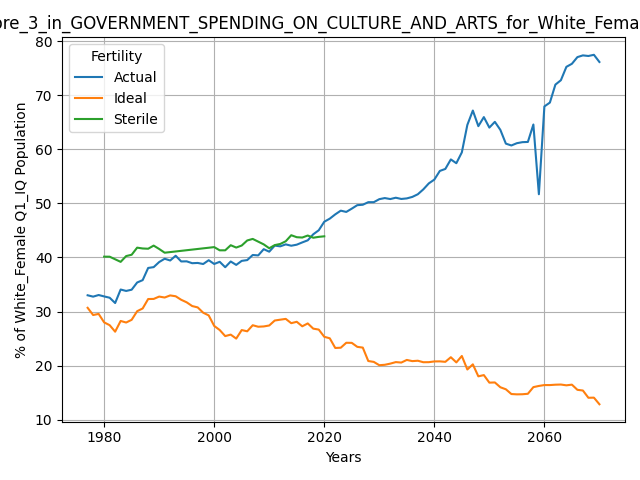 ore_3_in_GOVERNMENT_SPENDING_ON_CULTURE_AND_ARTS_for_White_Fema
Fertility
Actual
Ideal
Sterile
% of White_Female Q1_IQ Population
80
70
60
50
40
30
20
10
1980 2000 2020 2040 2060
Years